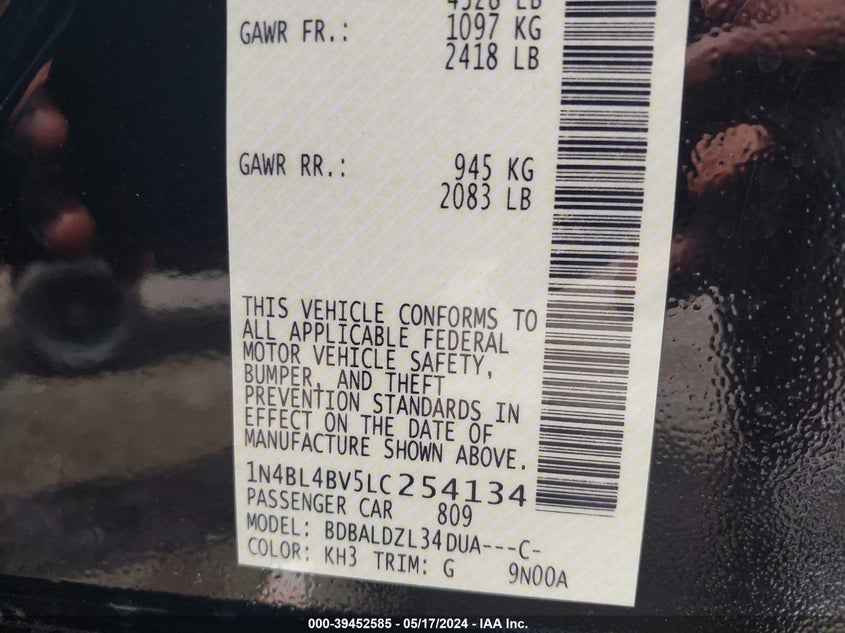 4528 LB
GAWR FR.: 1097 KG
2418 LB
GAWR RR.: 945 KG
2083 LB
THIS VEHICLE CONFORMS TO
ALL APPLICABLE FEDERAL
MOTOR VEHICLE SAFETY,
BUMPER, AND THEFT
PREVENTION STANDARDS IN
EFFECT ON THE DATE OF
MANUFACTURE SHOWN ABOVE.
1N4BL4BV5LC254134
PASSENGER CAR 809
MODEL: BDBALDZL34DUA---C-
COLOR: KH3 TRIM: G 9N00A
000-39452585 - 05/17/2024 - IAA Inc.